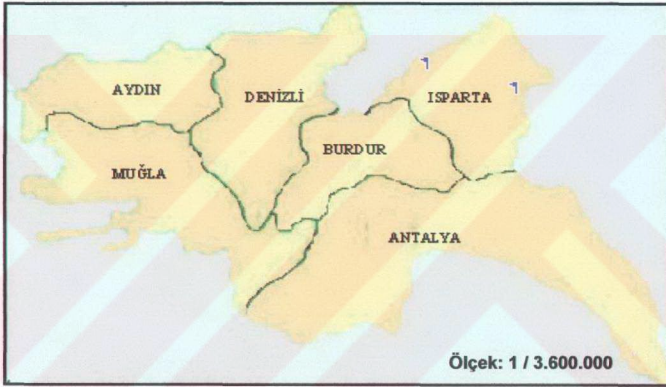 AYDIN
DENİZLİ
ISPARTA
BURDUR
MUĞLA
ANTALYA
Ölçek: 1 / 3.600.000